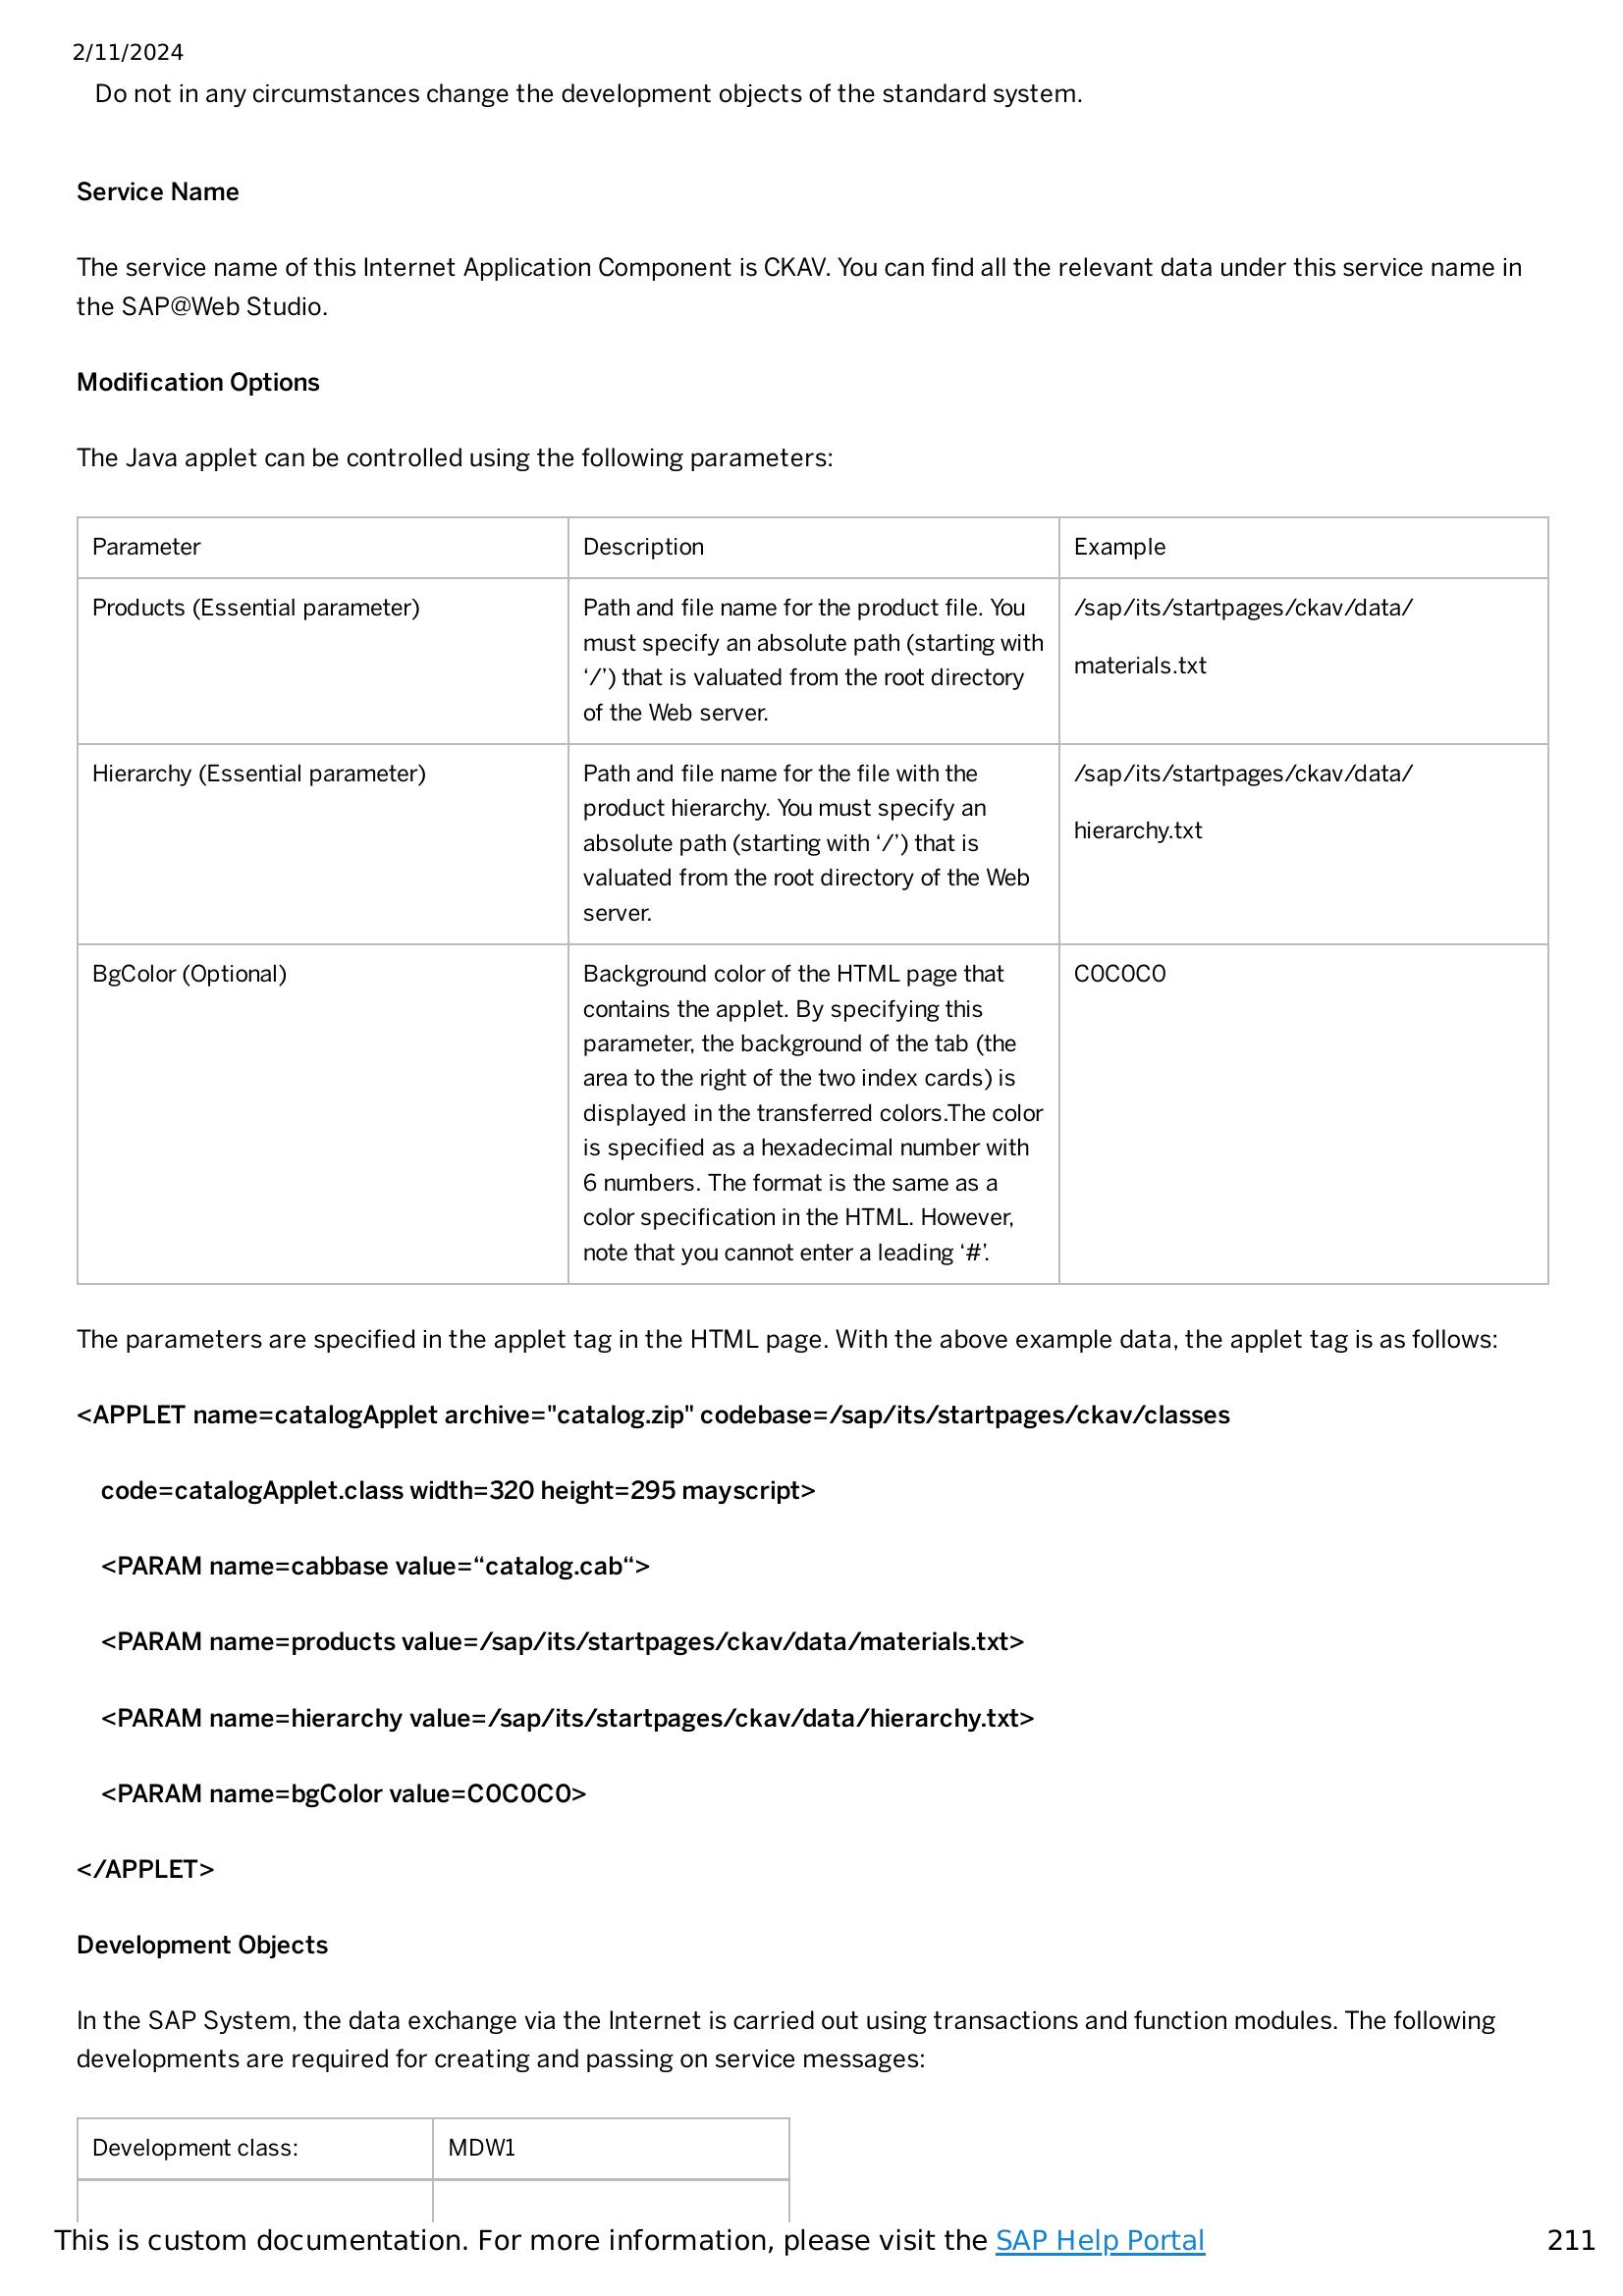 2/11/2024
Do not in any circumstances change the development objects of the standard system.
Service Name
The service name of this Internet Application Component is CKAV. You can find all the relevant data under this service name in
the SAP@Web Studio.
Modification Options
The Java applet can be controlled using the following parameters:
Parameter
Description
Example
Products (Essential parameter)
Path and file name for the product file. You
must specify an absolute path (starting with
‘/’) that is valuated from the root directory
of the Web server.
/sap/its/startpages/ckav/data/
materials.txt
Hierarchy (Essential parameter)
Path and file name for the file with the
product hierarchy. You must specify an
absolute path (starting with ‘/’) that is
valuated from the root directory of the Web
server.
/sap/its/startpages/ckav/data/
hierarchy.txt
BgColor (Optional)
Background color of the HTML page that
contains the applet. By specifying this
parameter, the background of the tab (the
area to the right of the two index cards) is
displayed in the transferred colors.The color
is specified as a hexadecimal number with
6 numbers. The format is the same as a
color specification in the HTML. However,
note that you cannot enter a leading ‘#’.
C0C0C0
The parameters are specified in the applet tag in the HTML page. With the above example data, the applet tag is as follows:
<APPLET name=catalogApplet archive="catalog.zip" codebase=/sap/its/startpages/ckav/classes
code=catalogApplet.class width=320 height=295 mayscript>
<PARAM name=cabbase value=“catalog.cab“>
<PARAM name=products value=/sap/its/startpages/ckav/data/materials.txt>
<PARAM name=hierarchy value=/sap/its/startpages/ckav/data/hierarchy.txt>
<PARAM name=bgColor value=C0C0C0>
</APPLET>
Development Objects
In the SAP System, the data exchange via the Internet is carried out using transactions and function modules. The following
developments are required for creating and passing on service messages:
Development class:
MDW1
This is custom documentation. For more information, please visit the SAP Help Portal
211